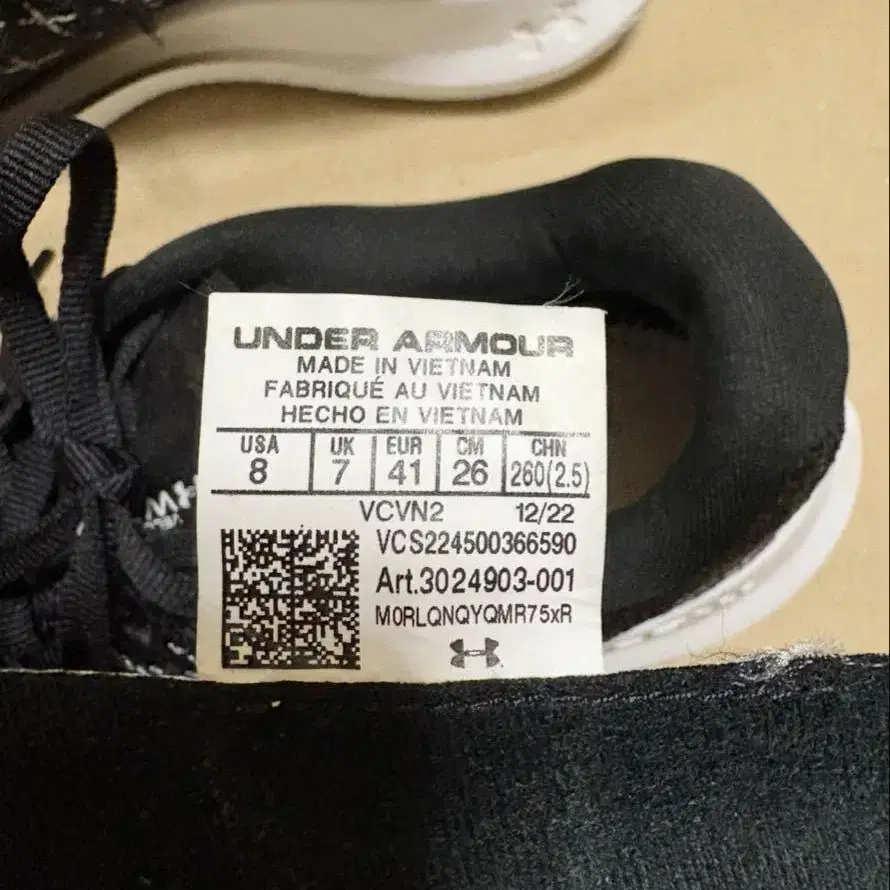 UNDER ARMOUR
MADE IN VIETNAM
FABRIQUÉ AU VIETNAM
HECHO EN VIETNAM
USA UK EUR CM CHN
8 7 41 26 260(2.5)
VCVN2 12/22
VCS224500366590
Art.3024903-001
M0RLQNQYQMR75xR